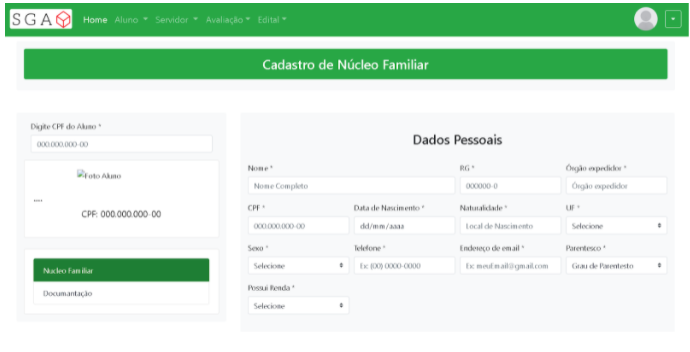 SGA
Home Aluno Servidor Avaliação Edital
Cadastro de Núcleo Familiar
Digite CPF do Aluno *
000.000.000-00
Foto Aluno
....
CPF: 000.000.000-00
Nucleo Familiar
Documantação
Dados Pessoais
Nome * RG * Órgão expedidor *
Nome Completo 000000-0 Órgão expedidor
CPF * Data de Nascimento * Naturalidade * UF *
000.000.000-00 dd/mm/aaaa Local de Nascimento Selecione
Sexo * Telefone * Endereço de email * Parentesco *
Selecione Ex: (00) 0000-0000 Ex: meuEmail@gmail.com Grau de Parentesto
Possui Renda *
Selecione